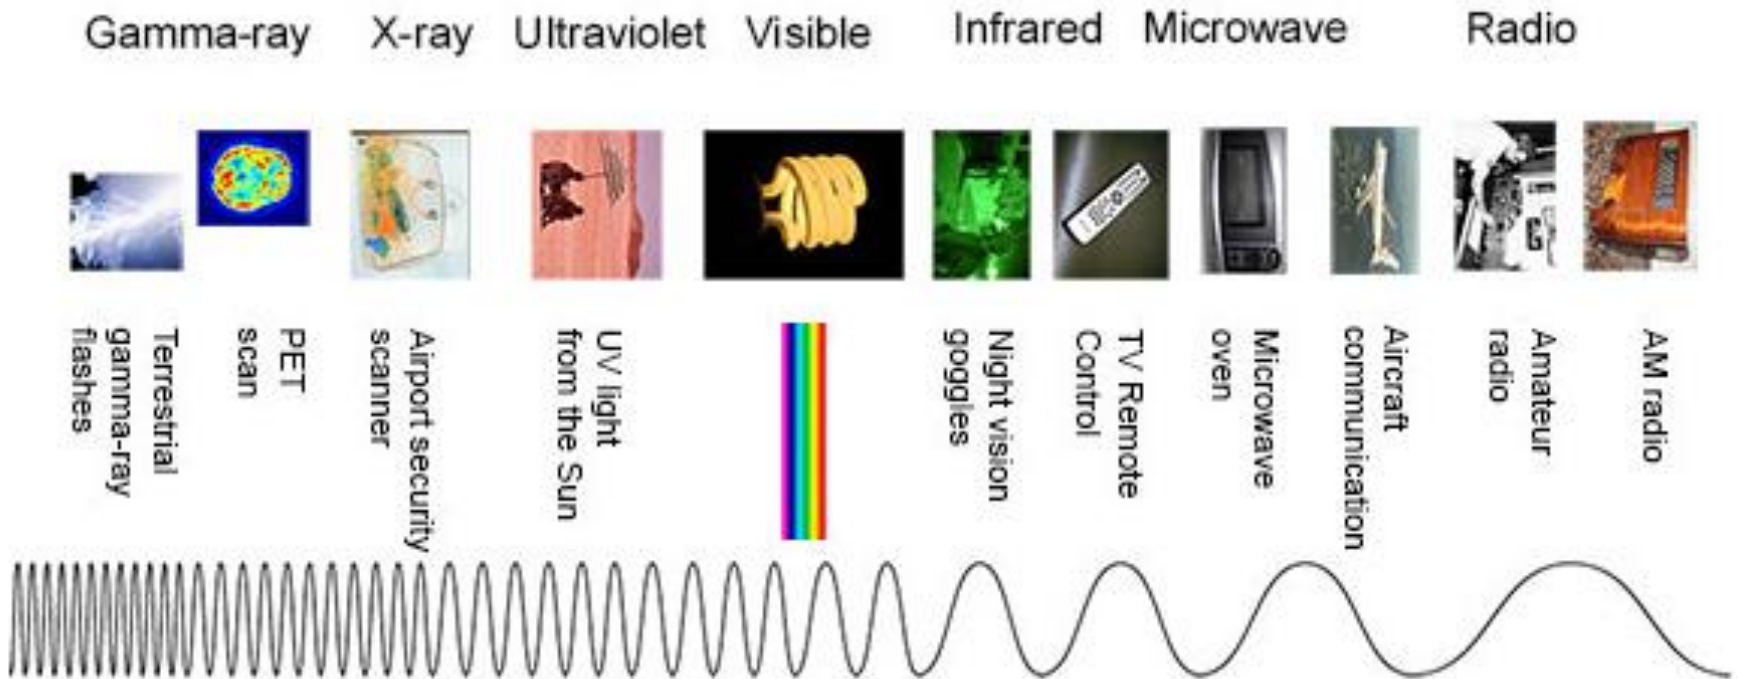 Gamma-ray X-ray Ultraviolet Visible Infrared Microwave Radio
Terrestrial
gamma-ray
flashes
PET
scan
Airport security
scanner
UV light
from the Sun
Night vision
goggles
TV Remote
Control
Microwave
oven
Aircraft
communication
Amateur
radio
AM radio